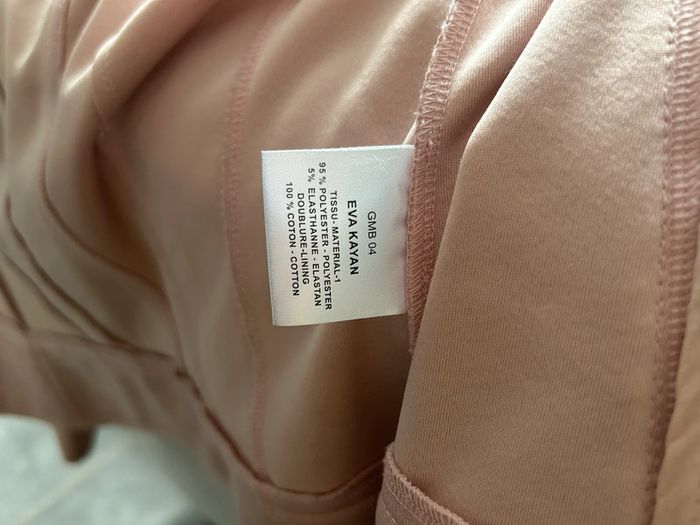 GMB 04
EVA KAYAN
TISSU-MATERIAL-1
95 % POLYESTER - POLYESTER
5% ELASTHANNE - ELASTAN
DOUBLURE-LINING
100 % COTON - COTTON